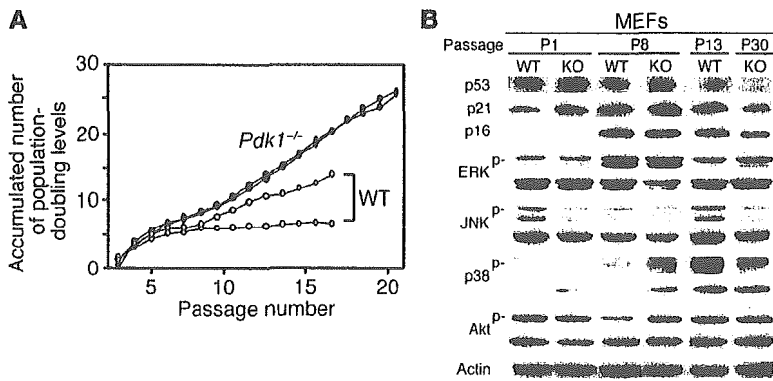 A
Accumulated number
of population-
doubling levels
30
20
10
0
Pdk1⁻/⁻
WT
5
10
15
20
Passage number
B
MEFs
Passage P1 P8 P13 P30
WT KO WT KO WT KO
p53
p21
p16
ERK p-
JNK p-
p38 p-
Akt p-
Actin